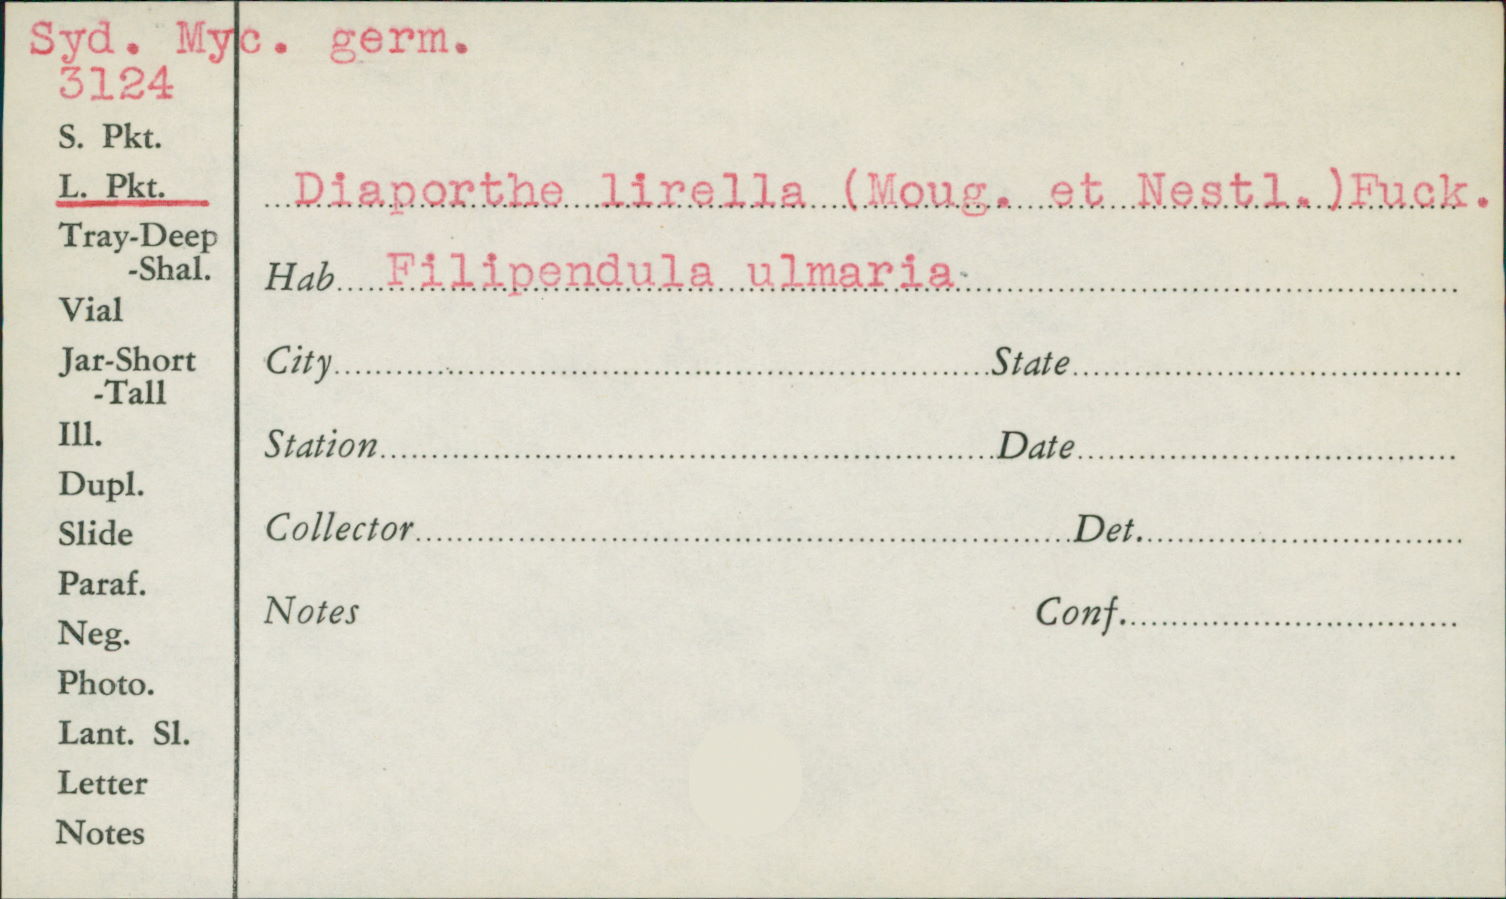 Syd. Myc. germ.
3124
S. Pkt.
L. Pkt.
Tray-Deep
-Shal.
Vial
Jar-Short
-Tall
Ill.
Dupl.
Slide
Paraf.
Neg.
Photo.
Lant. Sl.
Letter
Notes
Diaporthe lirella (Moug. et Nestl.)Fuck.
Hab Filipendula ulmaria
City State
Station Date
Collector Det.
Notes Conf.